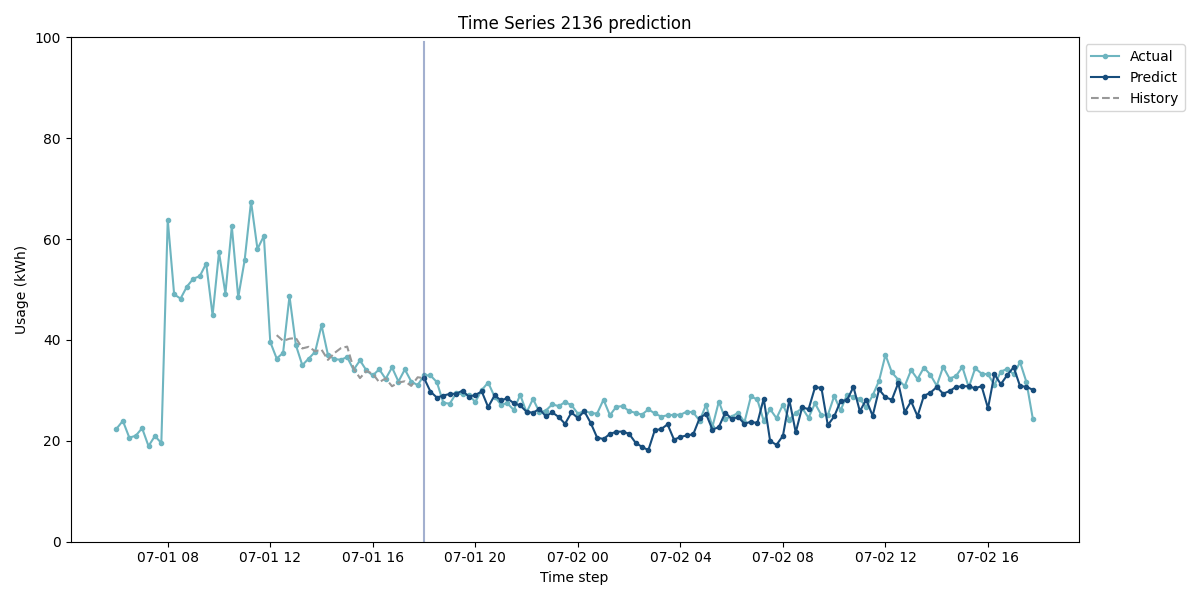 Time Series 2136 prediction
Usage (kWh)
100
80
60
40
20
0
07-01 08
07-01 12
07-01 16
07-01 20
07-02 00
07-02 04
07-02 08
07-02 12
07-02 16
Time step
Actual
Predict
History